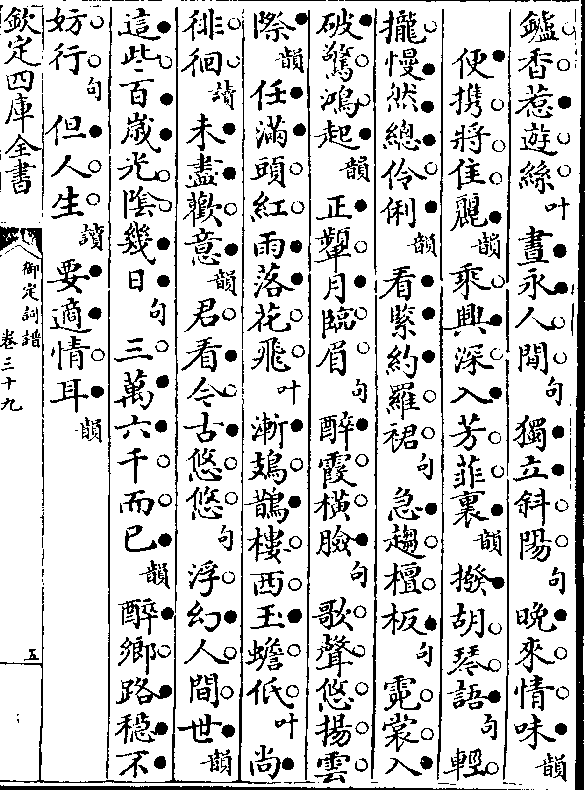 鑪香惹遊絲叶晝永人閒句獨立斜陽句晚來情味韻
便攜將佳麗韻乘興深入芳菲裏韻撥胡琴語句輕
攏慢然總伶俐韻看緊約羅裙句急趨檀板句霓裳入
破驚鴻起韻正顰月臨眉句醉霞橫臉句歌聲悠揚雲
際韻任滿頭紅雨落花飛叶漸鳷鵲樓西玉蟾低叶尚
徘徊讀未盡歡意韻君看今古悠悠句浮幻人間世韻
這些百歲光陰幾日句三萬六千而已韻醉鄉路穩不
妨行句但人生讀要適情耳韻
欽定四庫全書
御定詞譜
卷三十九
五